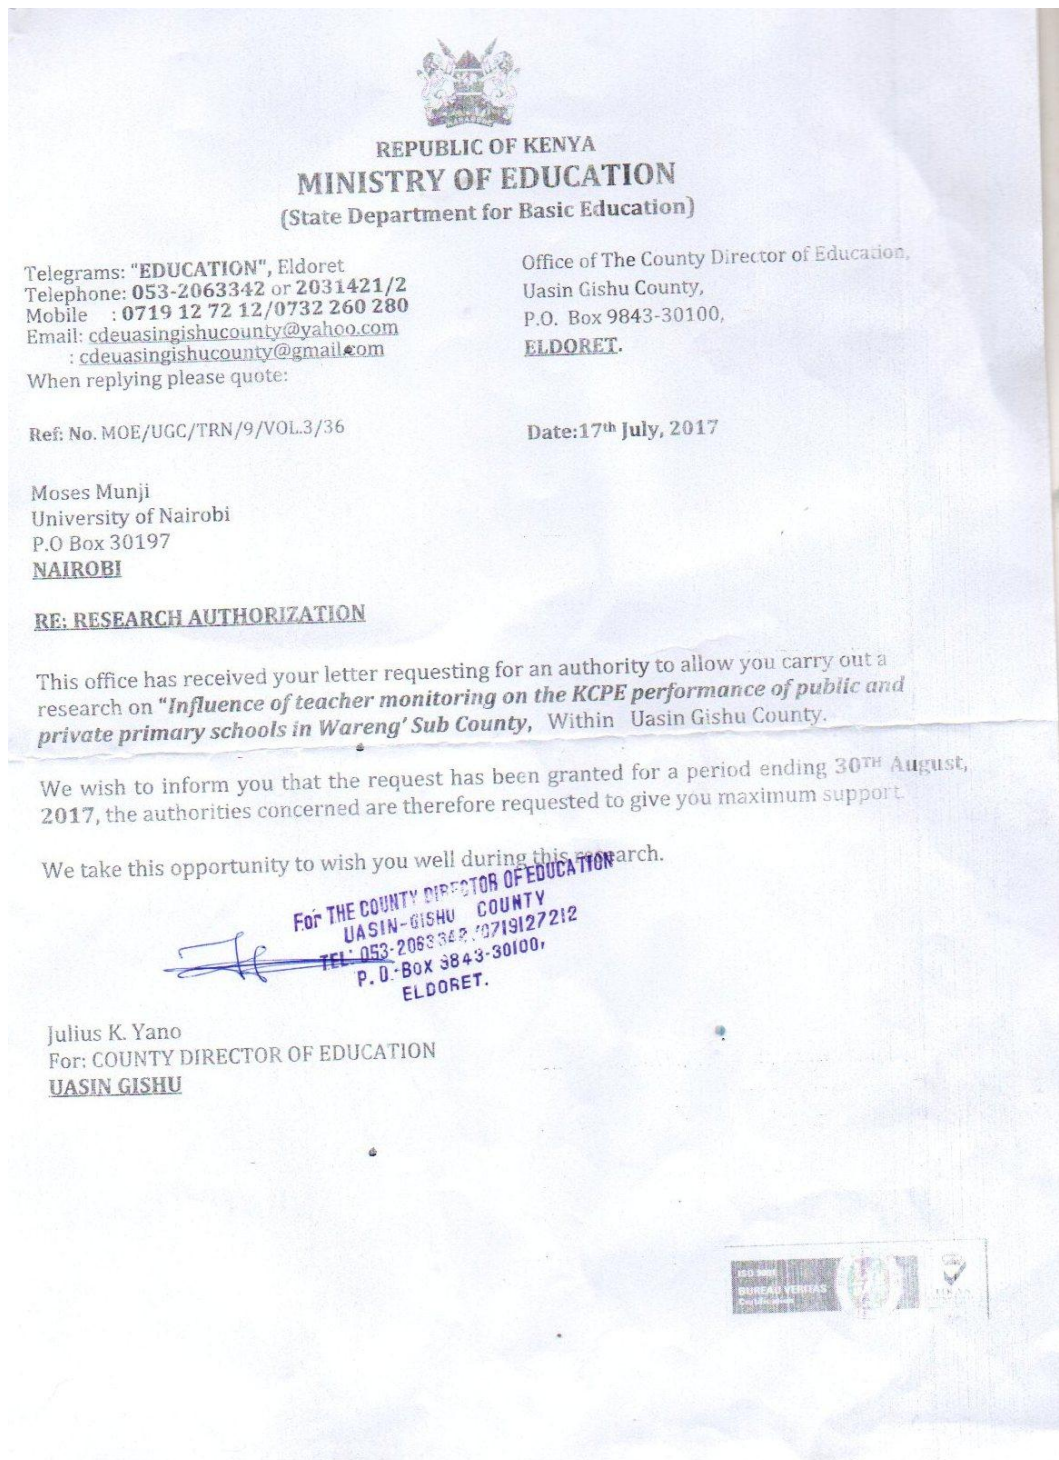 REPUBLIC OF KENYA
MINISTRY OF EDUCATION
(State Department for Basic Education)
Telegrams: "EDUCATION", Eldoret
Telephone: 053-2063342 or 2031421/2
Mobile : 0719 12 72 12/0732 260 280
Email: cdeuasingishucounty@yahoo.com
: cdeuasingishucounty@gmail.com
When replying please quote:
Office of The County Director of Education,
Uasin Gishu County,
P.O. Box 9843-30100,
ELDORET.
Ref: No. MOE/UGC/TRN/9/VOL.3/36
Date:17th July, 2017
Moses Munji
University of Nairobi
P.O Box 30197
NAIROBI
RE: RESEARCH AUTHORIZATION
This office has received your letter requesting for an authority to allow you carry out a
research on "Influence of teacher monitoring on the KCPE performance of public and
private primary schools in Wareng' Sub County, Within Uasin Gishu County.
We wish to inform you that the request has been granted for a period ending 30TH August,
2017, the authorities concerned are therefore requested to give you maximum support.
We take this opportunity to wish you well during this research.
For THE COUNTY DIRECTOR OF EDUCATION
UASIN-GISHU COUNTY
TEL: 053-2063342/0719127212
P.O.-Box 9843-30100,
ELDORET.
Julius K. Yano
For: COUNTY DIRECTOR OF EDUCATION
UASIN GISHU
BUREAU VERITAS
Certification